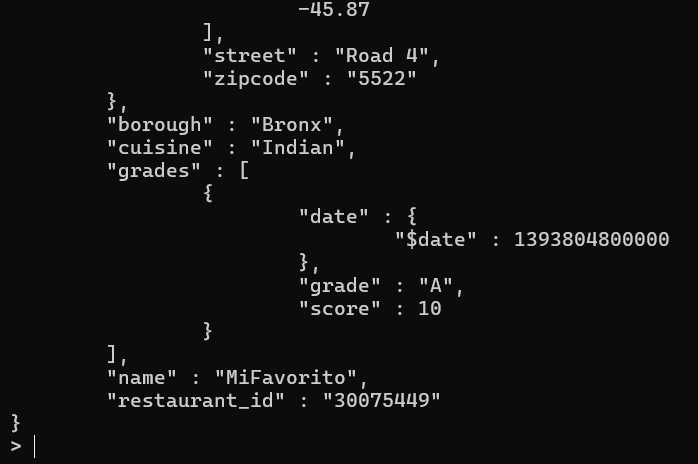 -45.87
],
"street" : "Road 4",
"zipcode" : "5522"
},
"borough" : "Bronx",
"cuisine" : "Indian",
"grades" : [
{
"date" : {
"$date" : 1393804800000
},
"grade" : "A",
"score" : 10
}
],
"name" : "MiFavorito",
"restaurant_id" : "30075449"
}
>